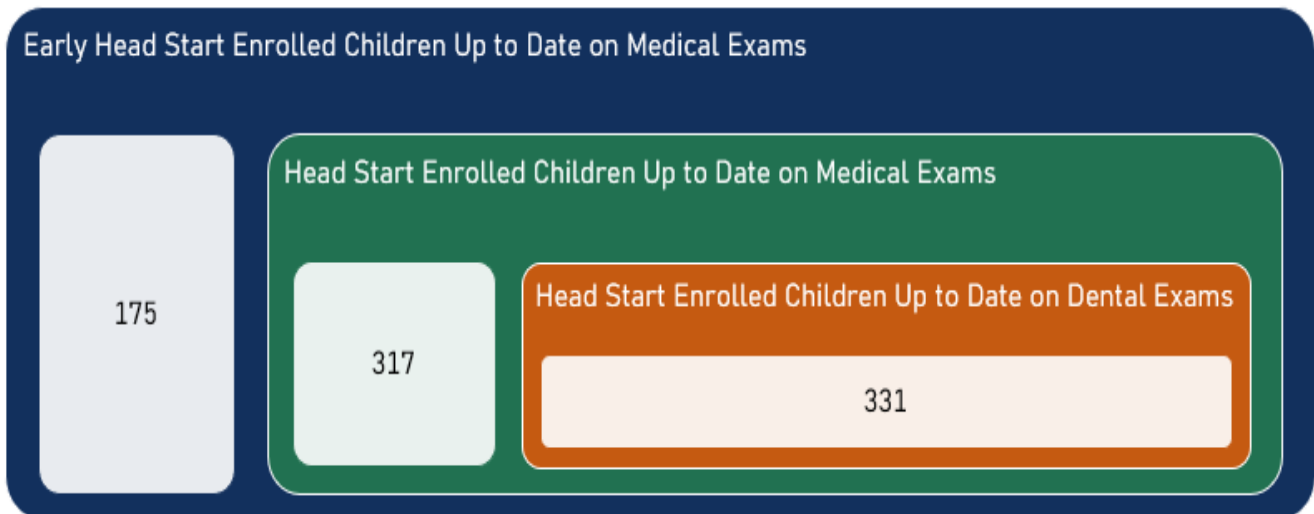 Early Head Start Enrolled Children Up to Date on Medical Exams
175
Head Start Enrolled Children Up to Date on Medical Exams
317
Head Start Enrolled Children Up to Date on Dental Exams
331